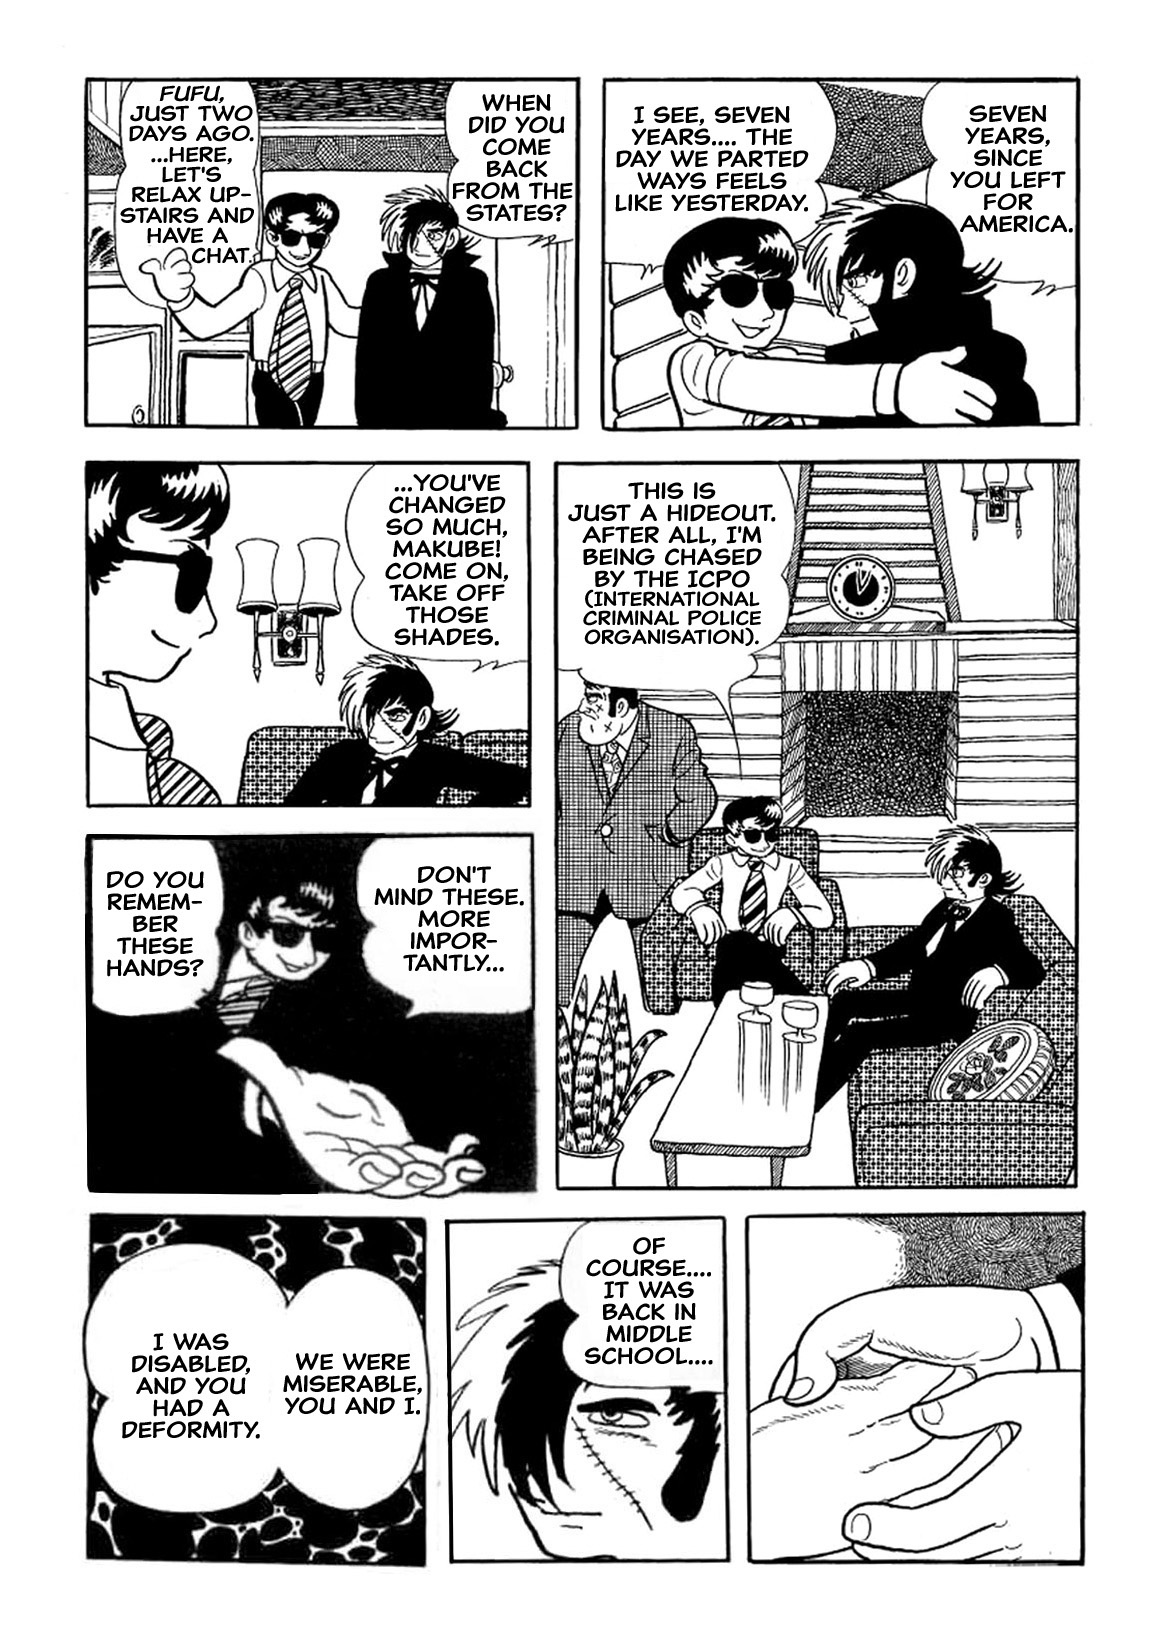 SEVEN
YEARS,
SINCE
YOU LEFT
FOR
AMERICA.
I SEE, SEVEN
YEARS.... THE
DAY WE PARTED
WAYS FEELS
LIKE YESTERDAY.
WHEN
DID YOU
COME
BACK
FROM THE
STATES?
FUFU,
JUST TWO
DAYS AGO.
...HERE,
LET'S
RELAX UP-
STAIRS AND
HAVE A
CHAT.
THIS IS
JUST A HIDEOUT.
AFTER ALL, I'M
BEING CHASED
BY THE ICPO
(INTERNATIONAL
CRIMINAL POLICE
ORGANISATION).
...YOU'VE
CHANGED
SO MUCH,
MAKUBE!
COME ON,
TAKE OFF
THOSE
SHADES.
DON'T
MIND THESE.
MORE
IMPOR-
TANTLY...
DO YOU
REMEM-
BER
THESE
HANDS?
OF
COURSE....
IT WAS
BACK IN
MIDDLE
SCHOOL....
WE WERE
MISERABLE,
YOU AND I.
I WAS
DISABLED,
AND YOU
HAD A
DEFORMITY.